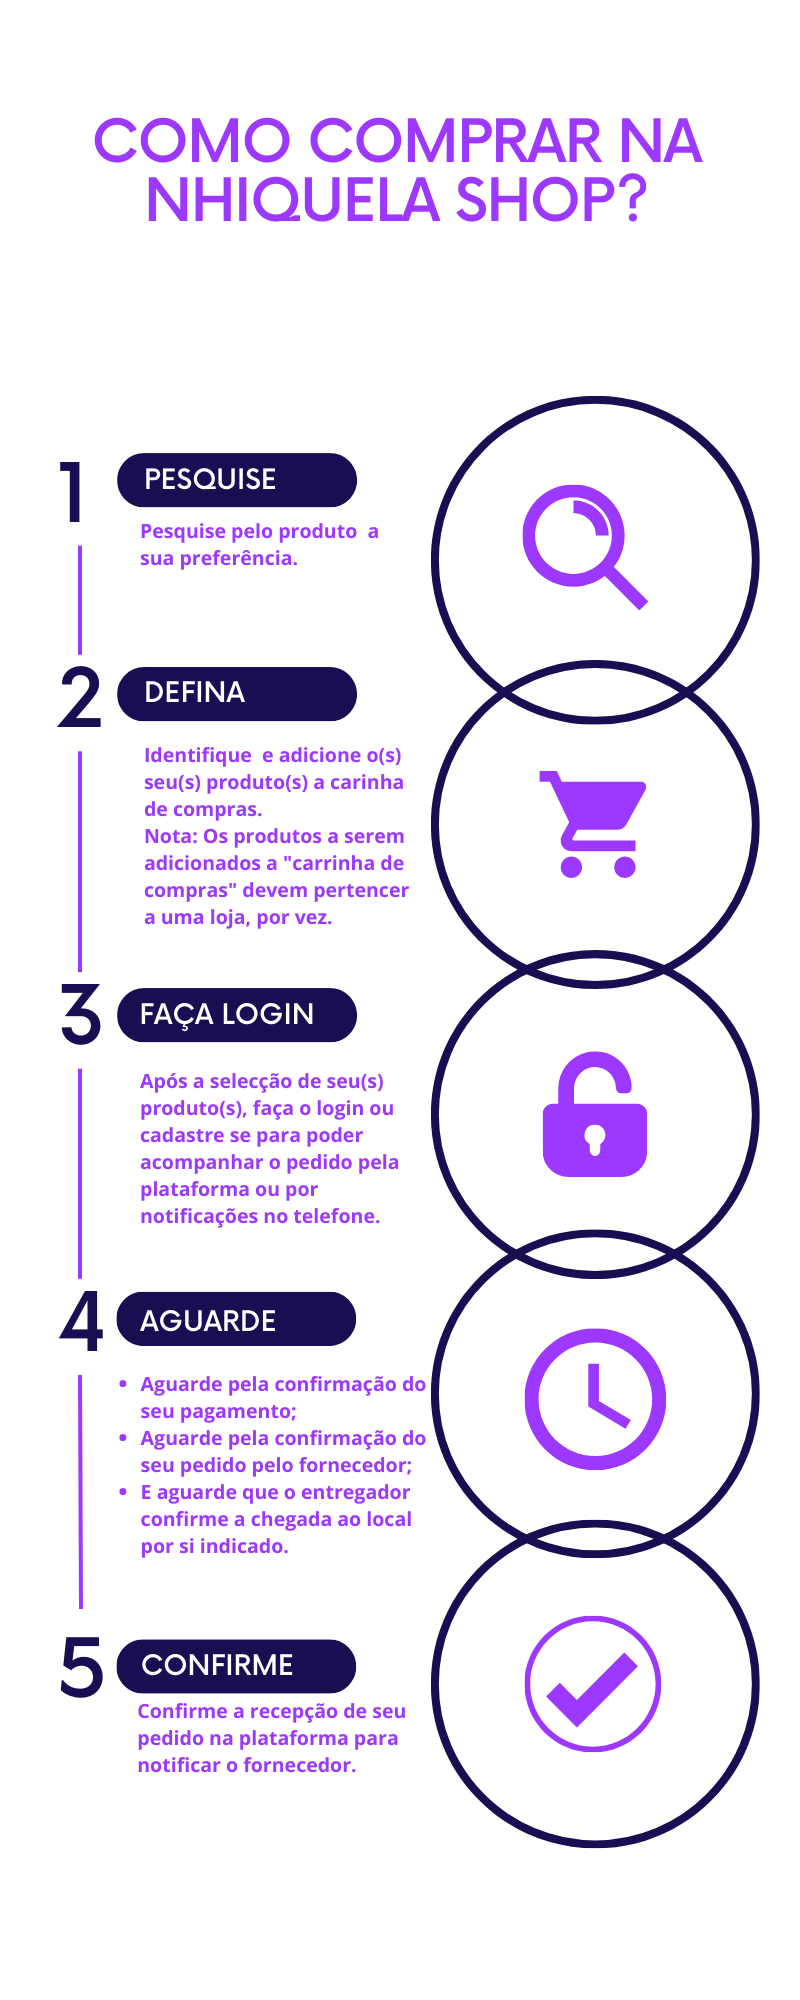 COMO COMPRAR NA
NHIQUELA SHOP?
1
PESQUISE
Pesquise pelo produto  a
sua preferência.
2
DEFINA
Identifique  e adicione o(s)
seu(s) produto(s) a carinha
de compras.
Nota: Os produtos a serem
adicionados a "carrinha de
compras" devem pertencer
a uma loja, por vez.
3
FAÇA LOGIN
Após a selecção de seu(s)
produto(s), faça o login ou
cadastre se para poder
acompanhar o pedido pela
plataforma ou por
notificações no telefone.
4
AGUARDE
• Aguarde pela confirmação do
seu pagamento;
• Aguarde pela confirmação do
seu pedido pelo fornecedor;
• E aguarde que o entregador
confirme a chegada ao local
por si indicado.
5
CONFIRME
Confirme a recepção de seu
pedido na plataforma para
notificar o fornecedor.